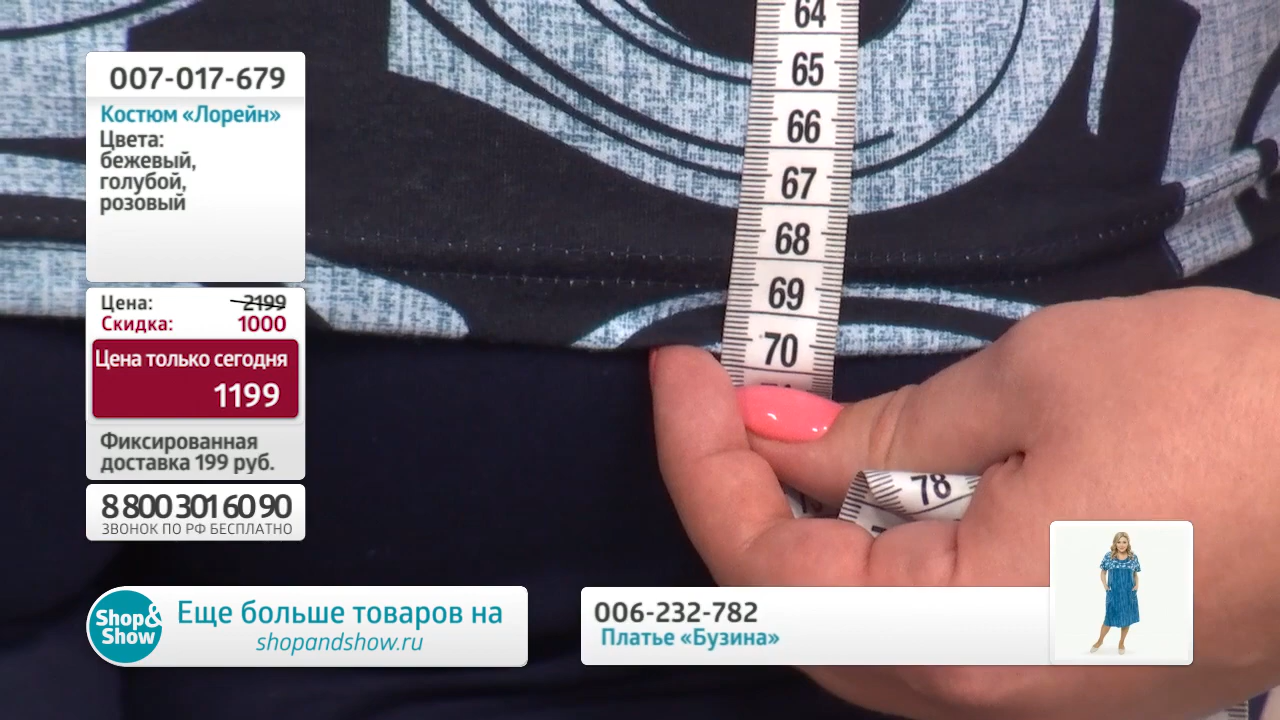 007-017-679
Костюм «Лорейн»
Цвета:
бежевый,
голубой,
розовый
Цена: 2199
Скидка: 1000
Цена только сегодня
1199
Фиксированная
доставка 199 руб.
8 800 301 60 90
ЗВОНОК ПО РФ БЕСПЛАТНО
64
65
66
67
68
69
70
78
Shop&
Show
Еще больше товаров на
shopandshow.ru
006-232-782
Платье «Бузина»